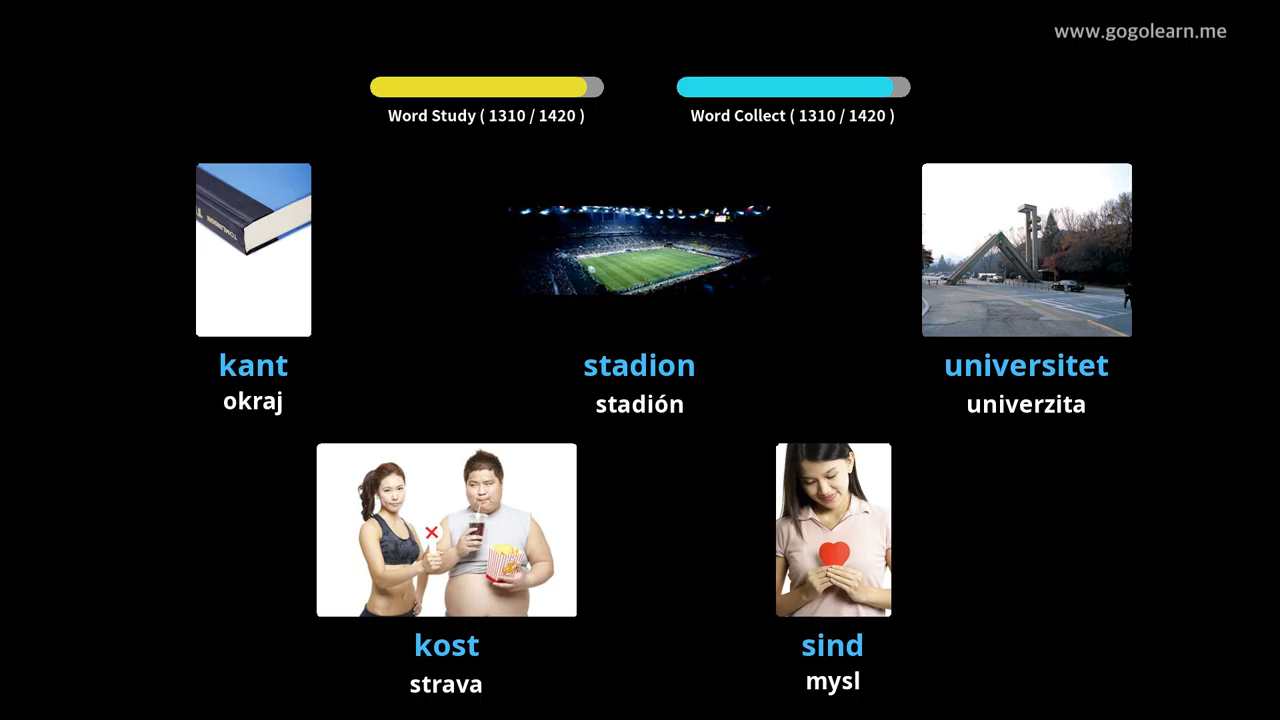 www.gogolearn.me
Word Study ( 1310 / 1420 )
Word Collect ( 1310 / 1420 )
TOMLINSON
kant
stadion
universitet
okraj
stadión
univerzita
kost
sind
strava
mysl